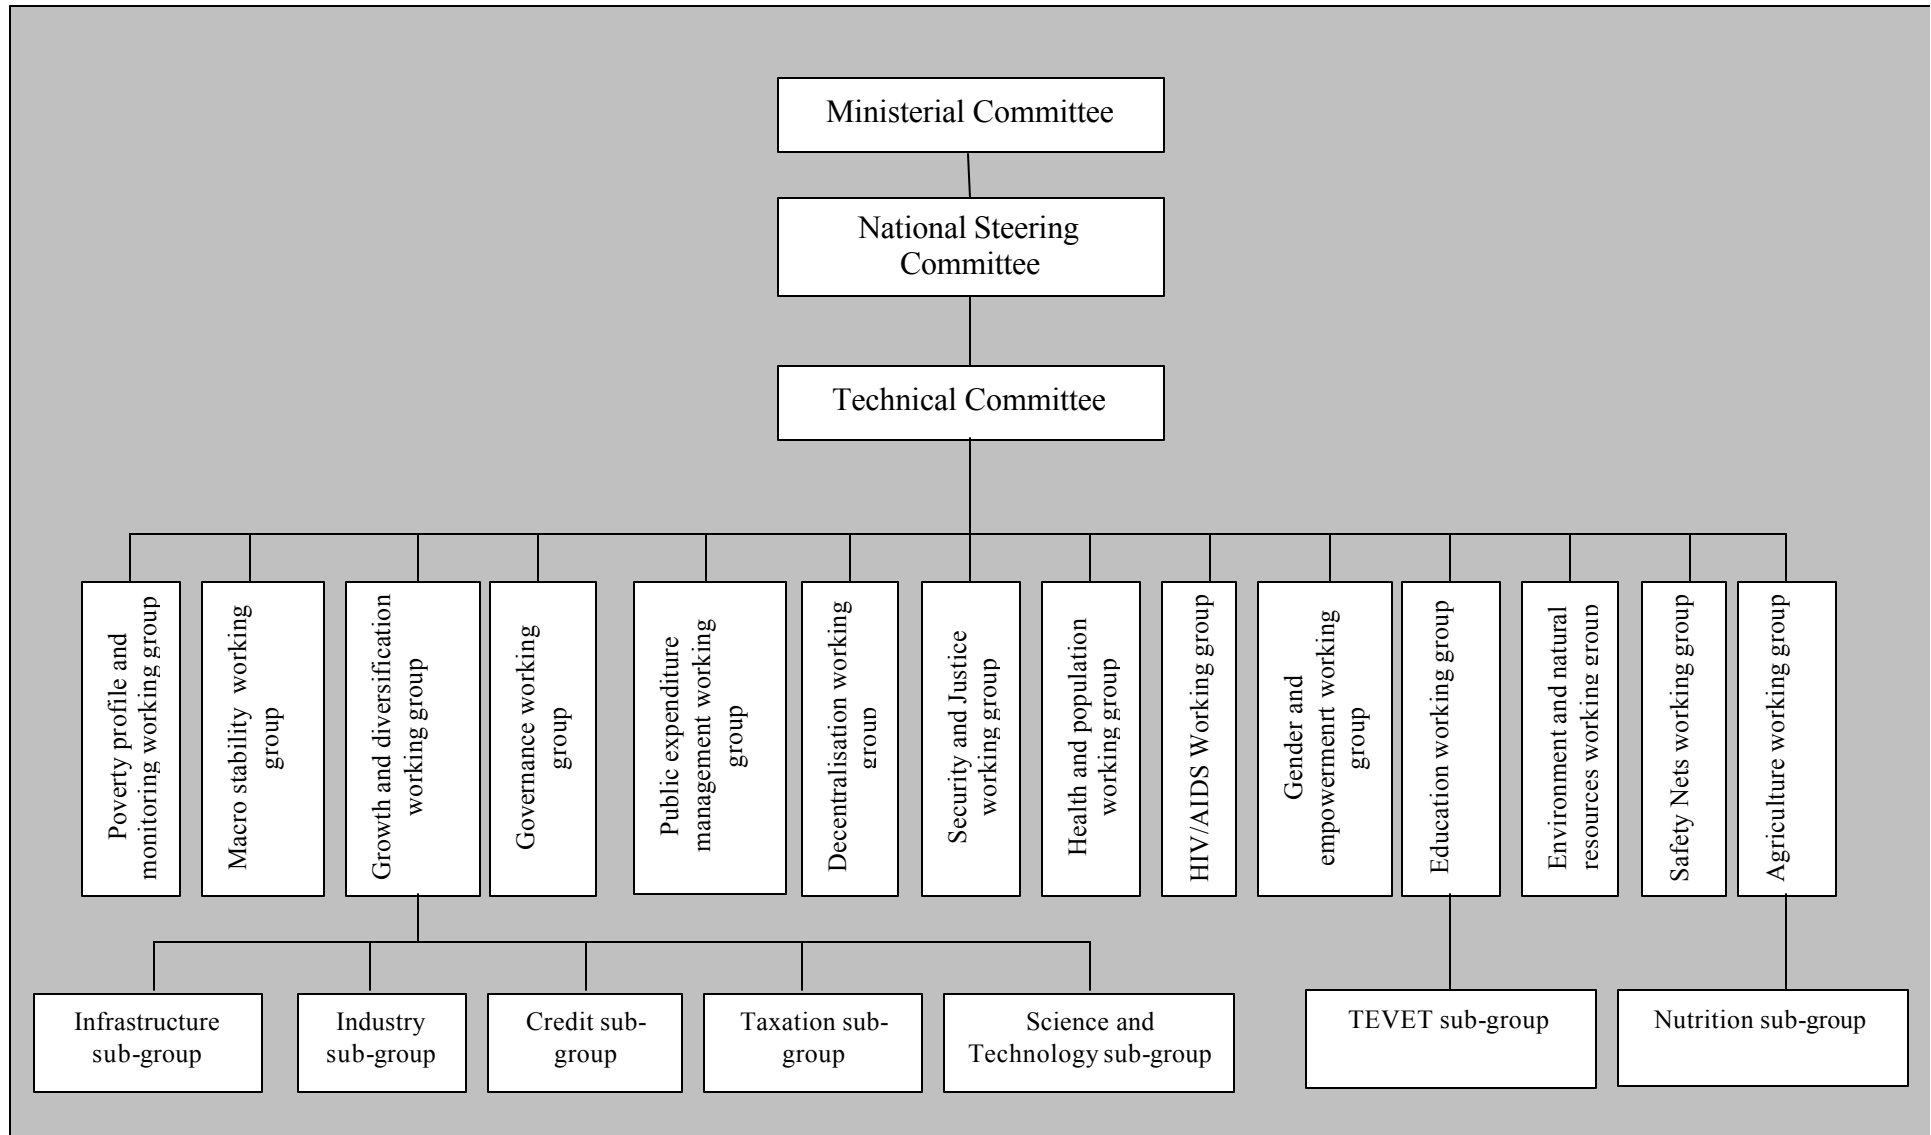 Ministerial Committee
National Steering
Committee
Technical Committee
Poverty profile and
monitoring working group
Macro stability working
group
Growth and diversification
working group
Governance working
group
Public expenditure
management working
group
Decentralisation working
group
Security and Justice
working group
Health and population
working group
HIV/AIDS Working group
Gender and
empowermenrt working
group
Education working group
Environment and natural
resources working group
Safety Nets working group
Agriculture working group
Infrastructure
sub-group
Industry
sub-group
Credit sub-
group
Taxation sub-
group
Science and
Technology sub-group
TEVET sub-group
Nutrition sub-group